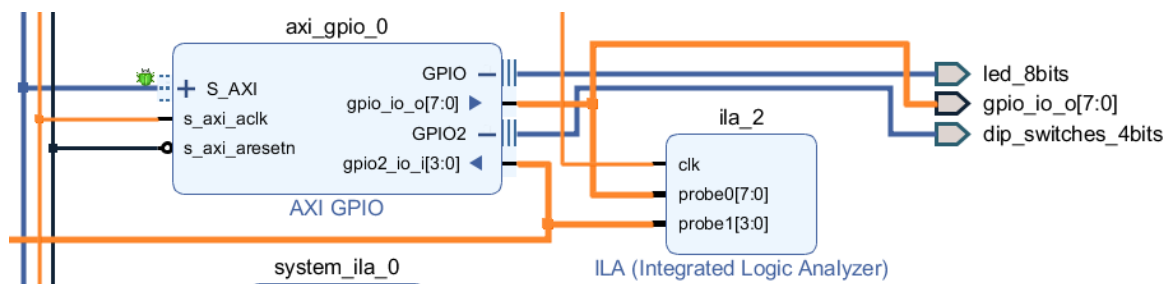 axi_gpio_0
S_AXI
s_axi_aclk
s_axi_aresetn
GPIO
gpio_io_o[7:0]
GPIO2
gpio2_io_i[3:0]
AXI GPIO
ila_2
clk
probe0[7:0]
probe1[3:0]
ILA (Integrated Logic Analyzer)
led_8bits
gpio_io_o[7:0]
dip_switches_4bits
system_ila_0